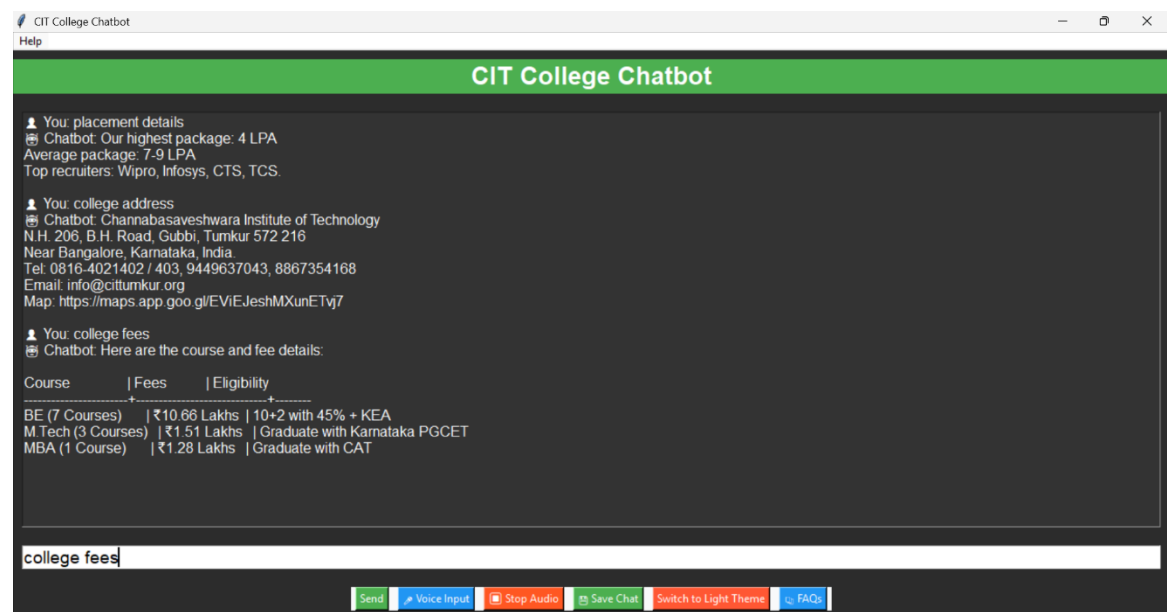 CIT College Chatbot
Help
CIT College Chatbot
You: placement details
Chatbot: Our highest package: 4 LPA
Average package: 7-9 LPA
Top recruiters: Wipro, Infosys, CTS, TCS.
You: college address
Chatbot: Channabasaveshwara Institute of Technology
N.H. 206, B.H. Road, Gubbi, Tumkur 572 216
Near Bangalore, Karnataka, India.
Tel: 0816-4021402 / 403, 9449637043, 8867354168
Email: info@cittumkur.org
Map: https://maps.app.goo.gl/EViEJeshMXunETvj7
You: college fees
Chatbot: Here are the course and fee details:
Course | Fees | Eligibility
-----------------------+-----------------------------+--------
BE (7 Courses) | ₹10.66 Lakhs | 10+2 with 45% + KEA
M.Tech (3 Courses) | ₹1.51 Lakhs | Graduate with Karnataka PGCET
MBA (1 Course) | ₹1.28 Lakhs | Graduate with CAT
college fees
Send Voice Input Stop Audio Save Chat Switch to Light Theme FAQs